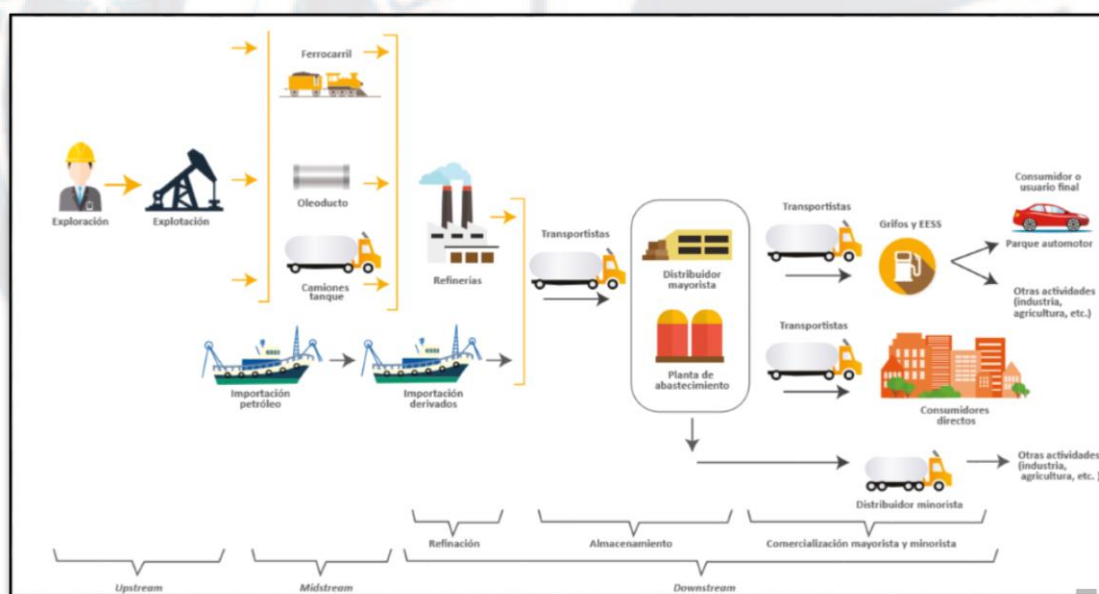 Ferrocarril
Exploración
Explotación
Oleoducto
Camiones
tanque
Importación
petróleo
Importación
derivados
Refinerías
Transportistas
Distribuidor
mayorista
Planta de
abastecimiento
Transportistas
Grifos y EESS
Consumidor o
usuario final
Parque automotor
Otras actividades
(industria,
agricultura, etc.)
Transportistas
Consumidores
directos
Distribuidor minorista
Otras actividades
(industria,
agricultura, etc. )
Refinación
Almacenamiento
Comercialización mayorista y minorista
Upstream
Midstream
Downstream